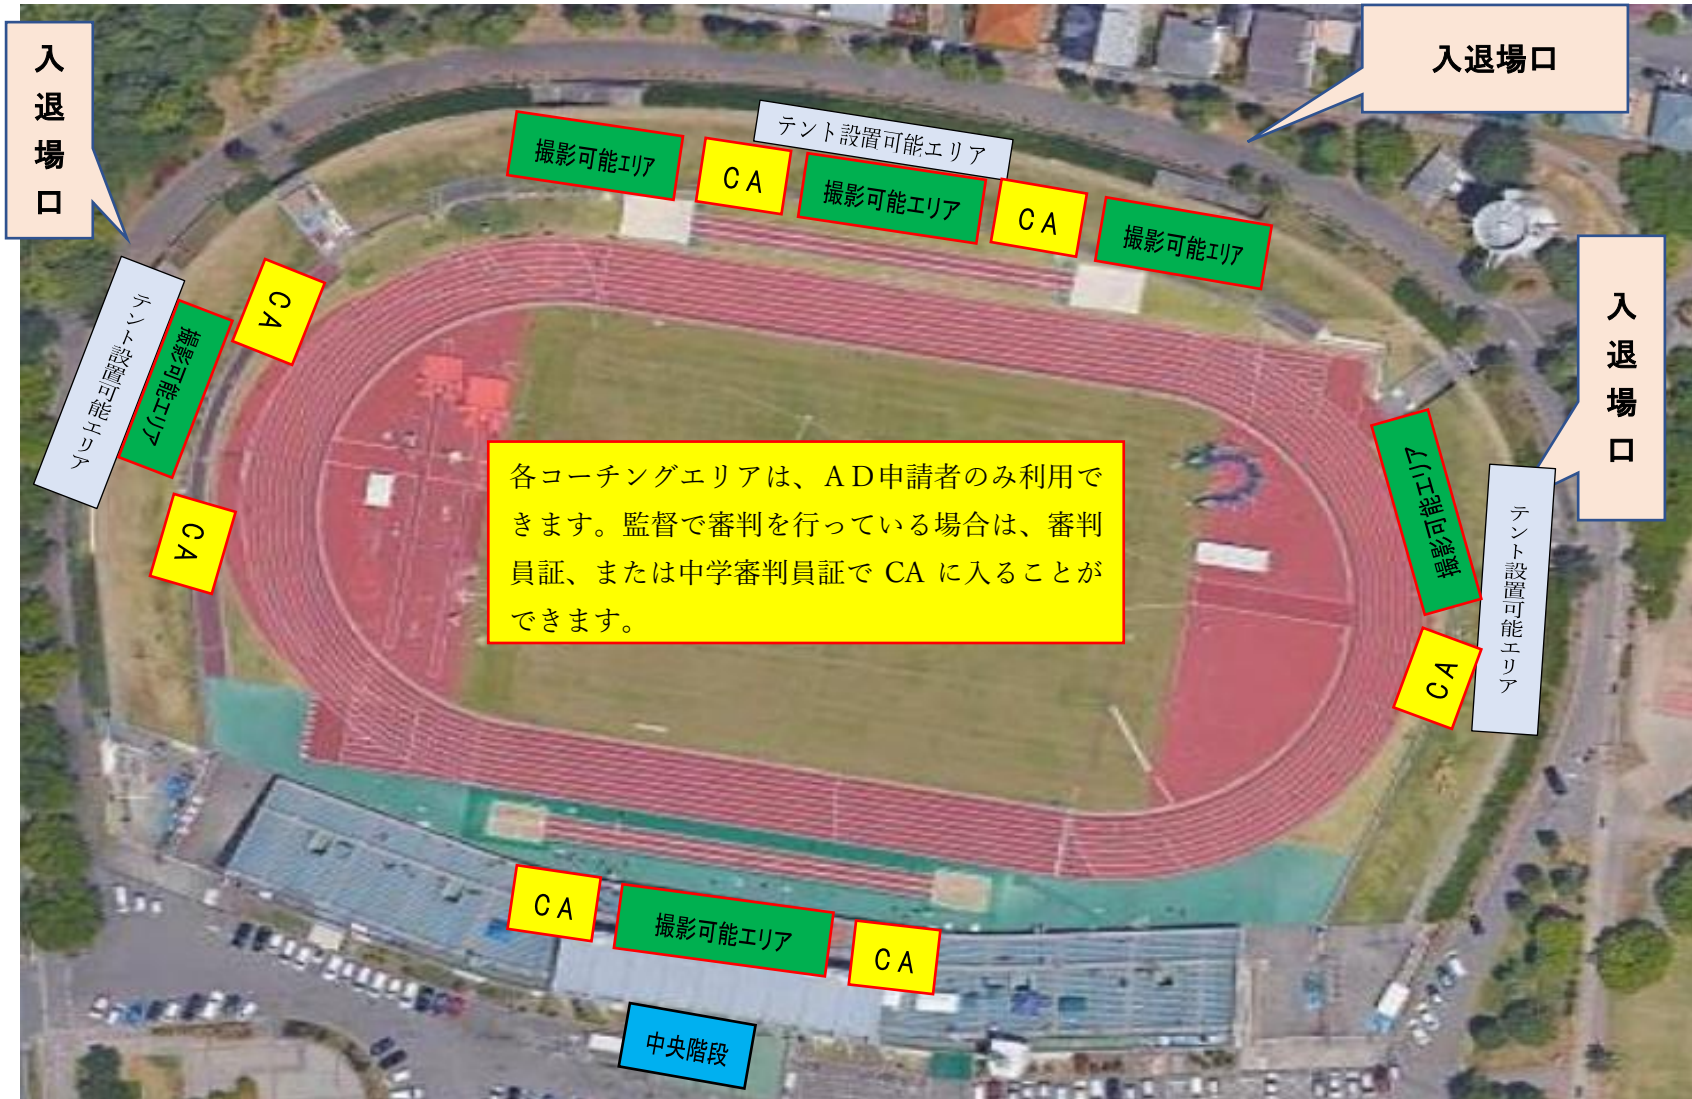 入退場口
入退場口
テント設置可能エリア
撮影可能エリア
CA
撮影可能エリア
CA
撮影可能エリア
入退場口
テント設置可能エリア
撮影可能エリア
CA
CA
撮影可能エリア
テント設置可能エリア
CA
各コーチングエリアは、AD申請者のみ利用で
きます。監督で審判を行っている場合は、審判
員証、または中学審判員証で CA に入ることが
できます。
CA
撮影可能エリア
CA
中央階段